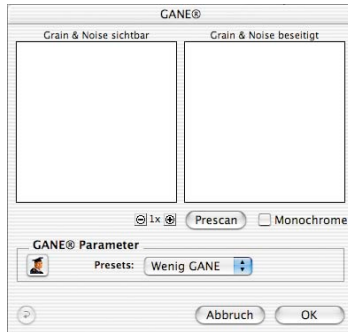 GANE®
Grain & Noise sichtbar Grain & Noise beseitigt
1x Prescan Monochrome
GANE® Parameter
Presets: Wenig GANE
Abbruch OK